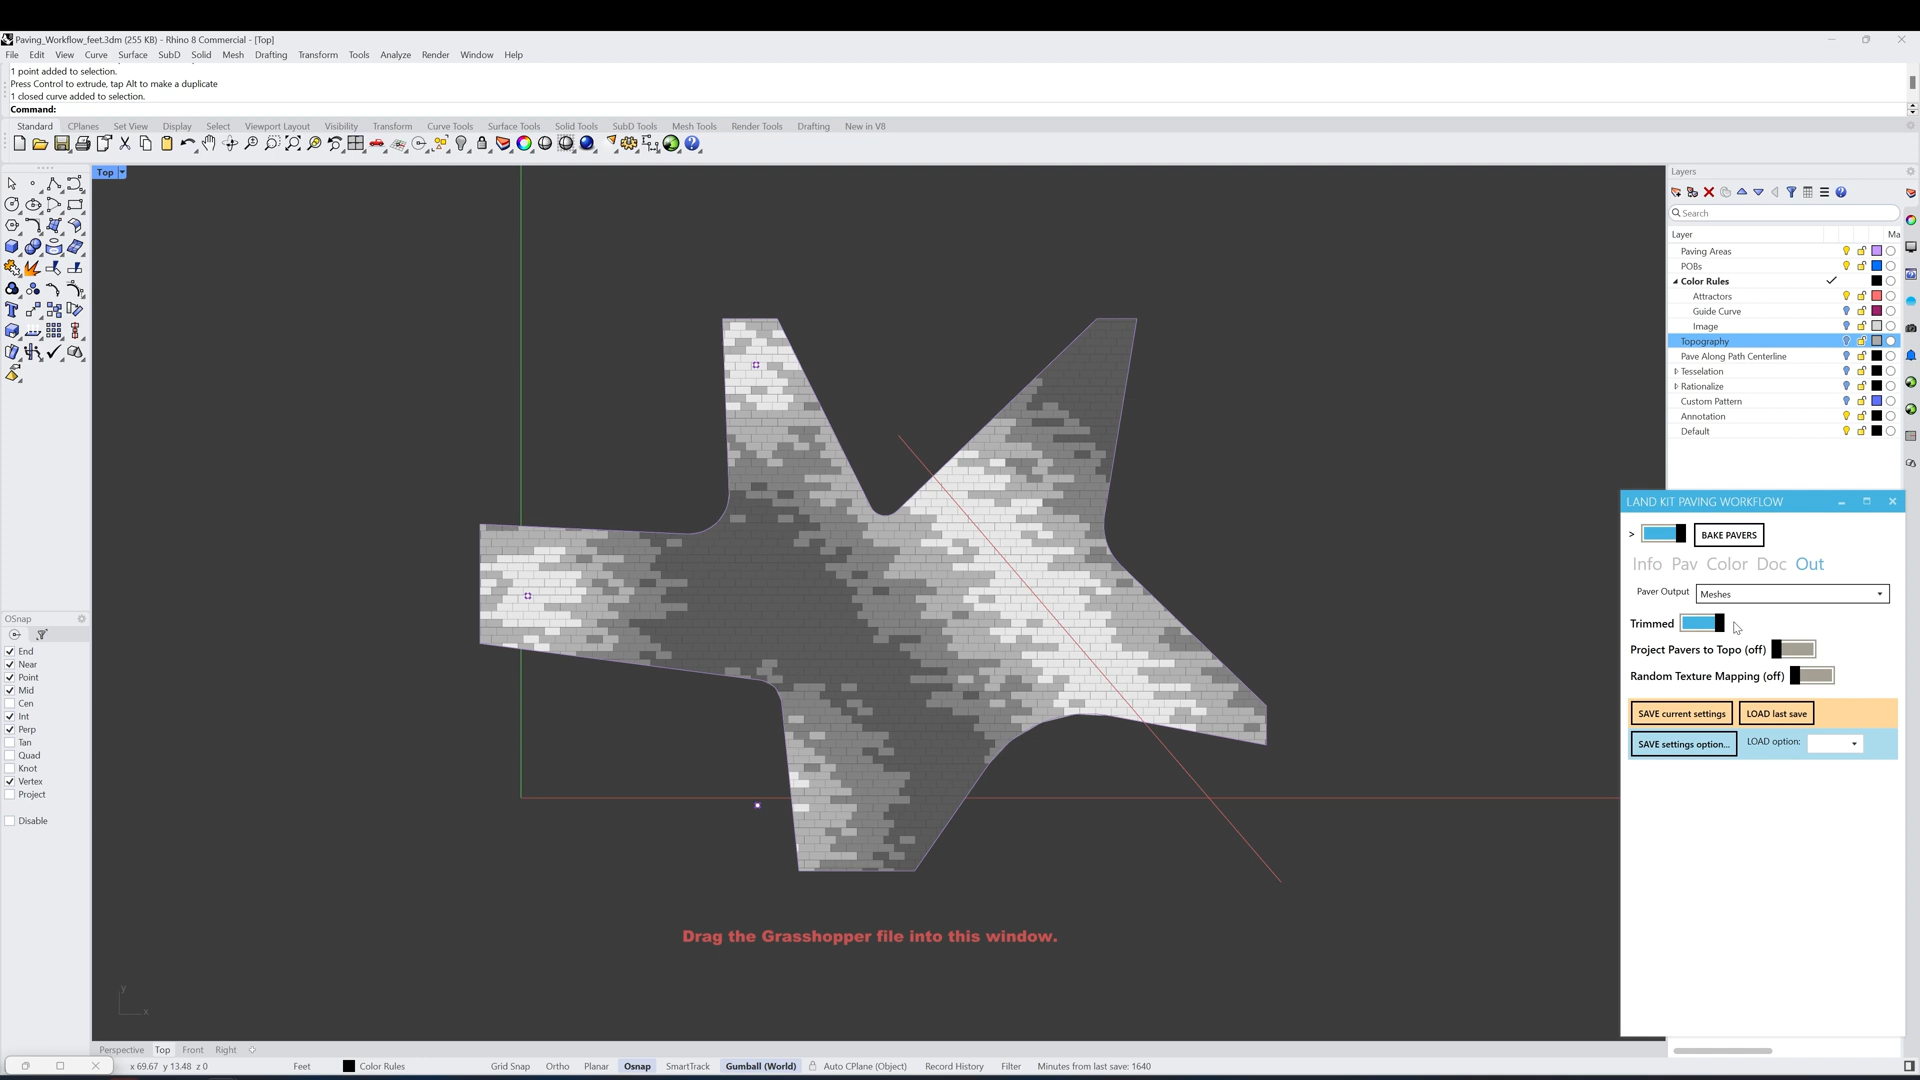 Paving_Workflow_feet.3dm (255 KB) - Rhino 8 Commercial - [Top]
File Edit View Curve Surface SubD Solid Mesh Drafting Transform Tools Analyze Render Window Help
1 point added to selection.
Press Control to extrude, tap Alt to make a duplicate
1 closed curve added to selection.
Command:
Standard CPlanes Set View Display Select Viewport Layout Visibility Transform Curve Tools Surface Tools Solid Tools SubD Tools Mesh Tools Render Tools Drafting New in V8
Top
Layers
Search
Layer Ma
Paving Areas
POBs
Color Rules
Attractors
Guide Curve
Image
Topography
Pave Along Path Centerline
Tesselation
Rationalize
Custom Pattern
Annotation
Default
LAND KIT PAVING WORKFLOW
> BAKE PAVERS
Info Pav Color Doc Out
Paver Output Meshes
Trimmed
Project Pavers to Topo (off)
Random Texture Mapping (off)
SAVE current settings LOAD last save
SAVE settings option... LOAD option:
OSnap
End
Near
Point
Mid
Cen
Int
Perp
Tan
Quad
Knot
Vertex
Project
Disable
Drag the Grasshopper file into this window.
y
x
Perspective Top Front Right
x 69.67 y 13.48 z 0 Feet Color Rules Grid Snap Ortho Planar Osnap SmartTrack Gumball (World) Auto CPlane (Object) Record History Filter Minutes from last save: 1640